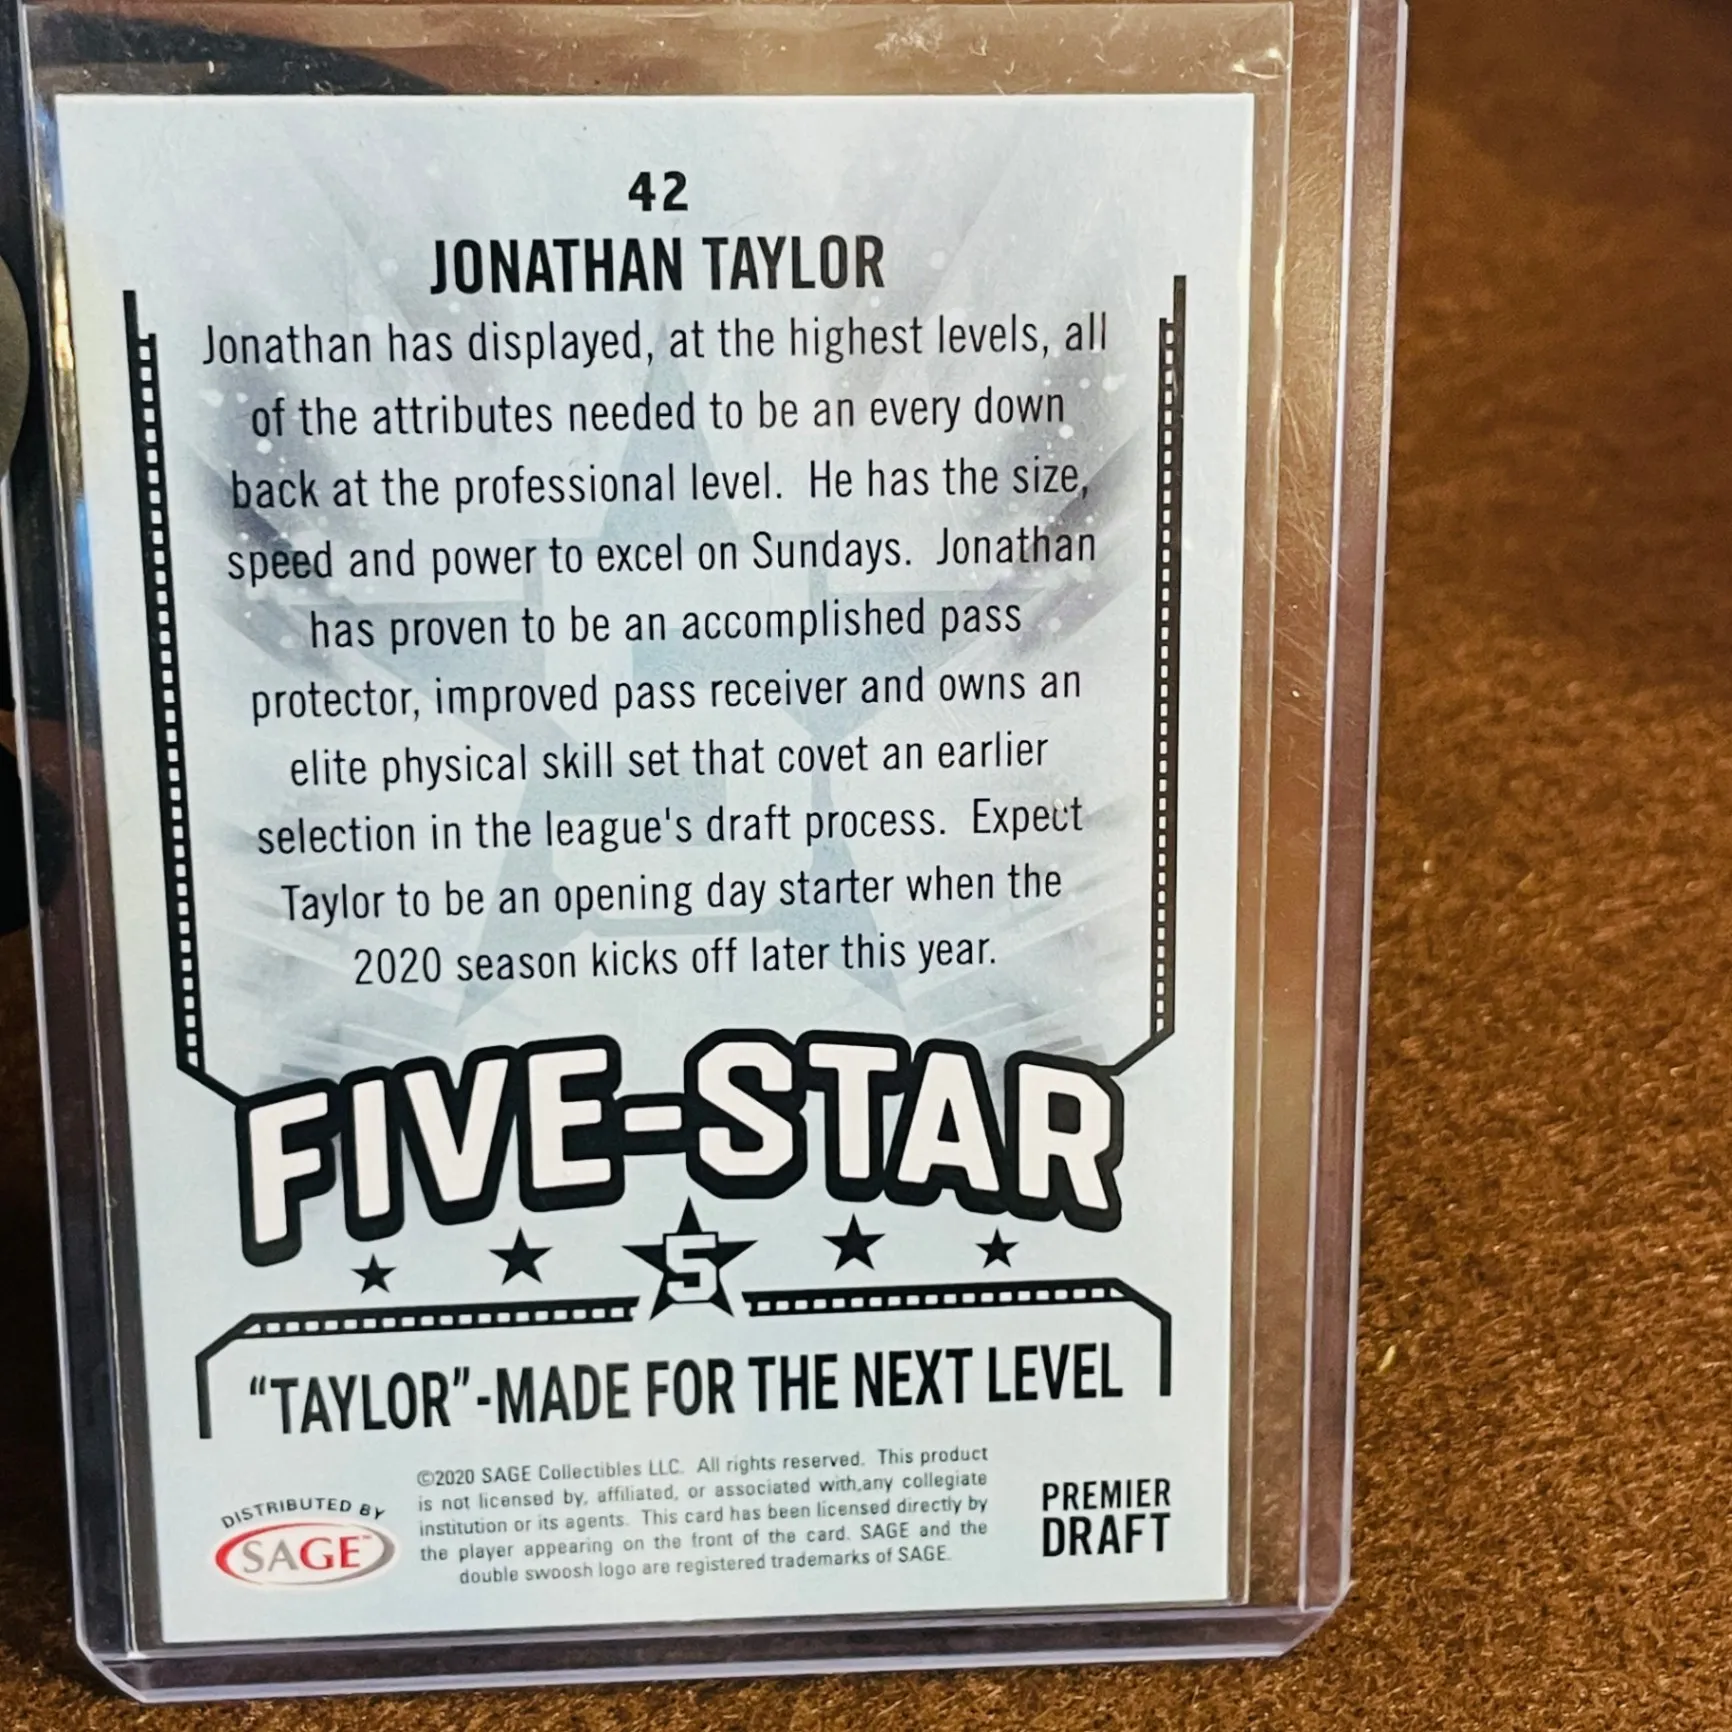 42
JONATHAN TAYLOR
Jonathan has displayed, at the highest levels, all
of the attributes needed to be an every down
back at the professional level. He has the size,
speed and power to excel on Sundays. Jonathan
has proven to be an accomplished pass
protector, improved pass receiver and owns an
elite physical skill set that covet an earlier
selection in the league's draft process. Expect
Taylor to be an opening day starter when the
2020 season kicks off later this year.
FIVE-STAR
5
“TAYLOR”-MADE FOR THE NEXT LEVEL
DISTRIBUTED BY
SAGE™
©2020 SAGE Collectibles LLC. All rights reserved. This product
is not licensed by, affiliated, or associated with,any collegiate
institution or its agents. This card has been licensed directly by
the player appearing on the front of the card. SAGE and the
double swoosh logo are registered trademarks of SAGE.
PREMIER
DRAFT